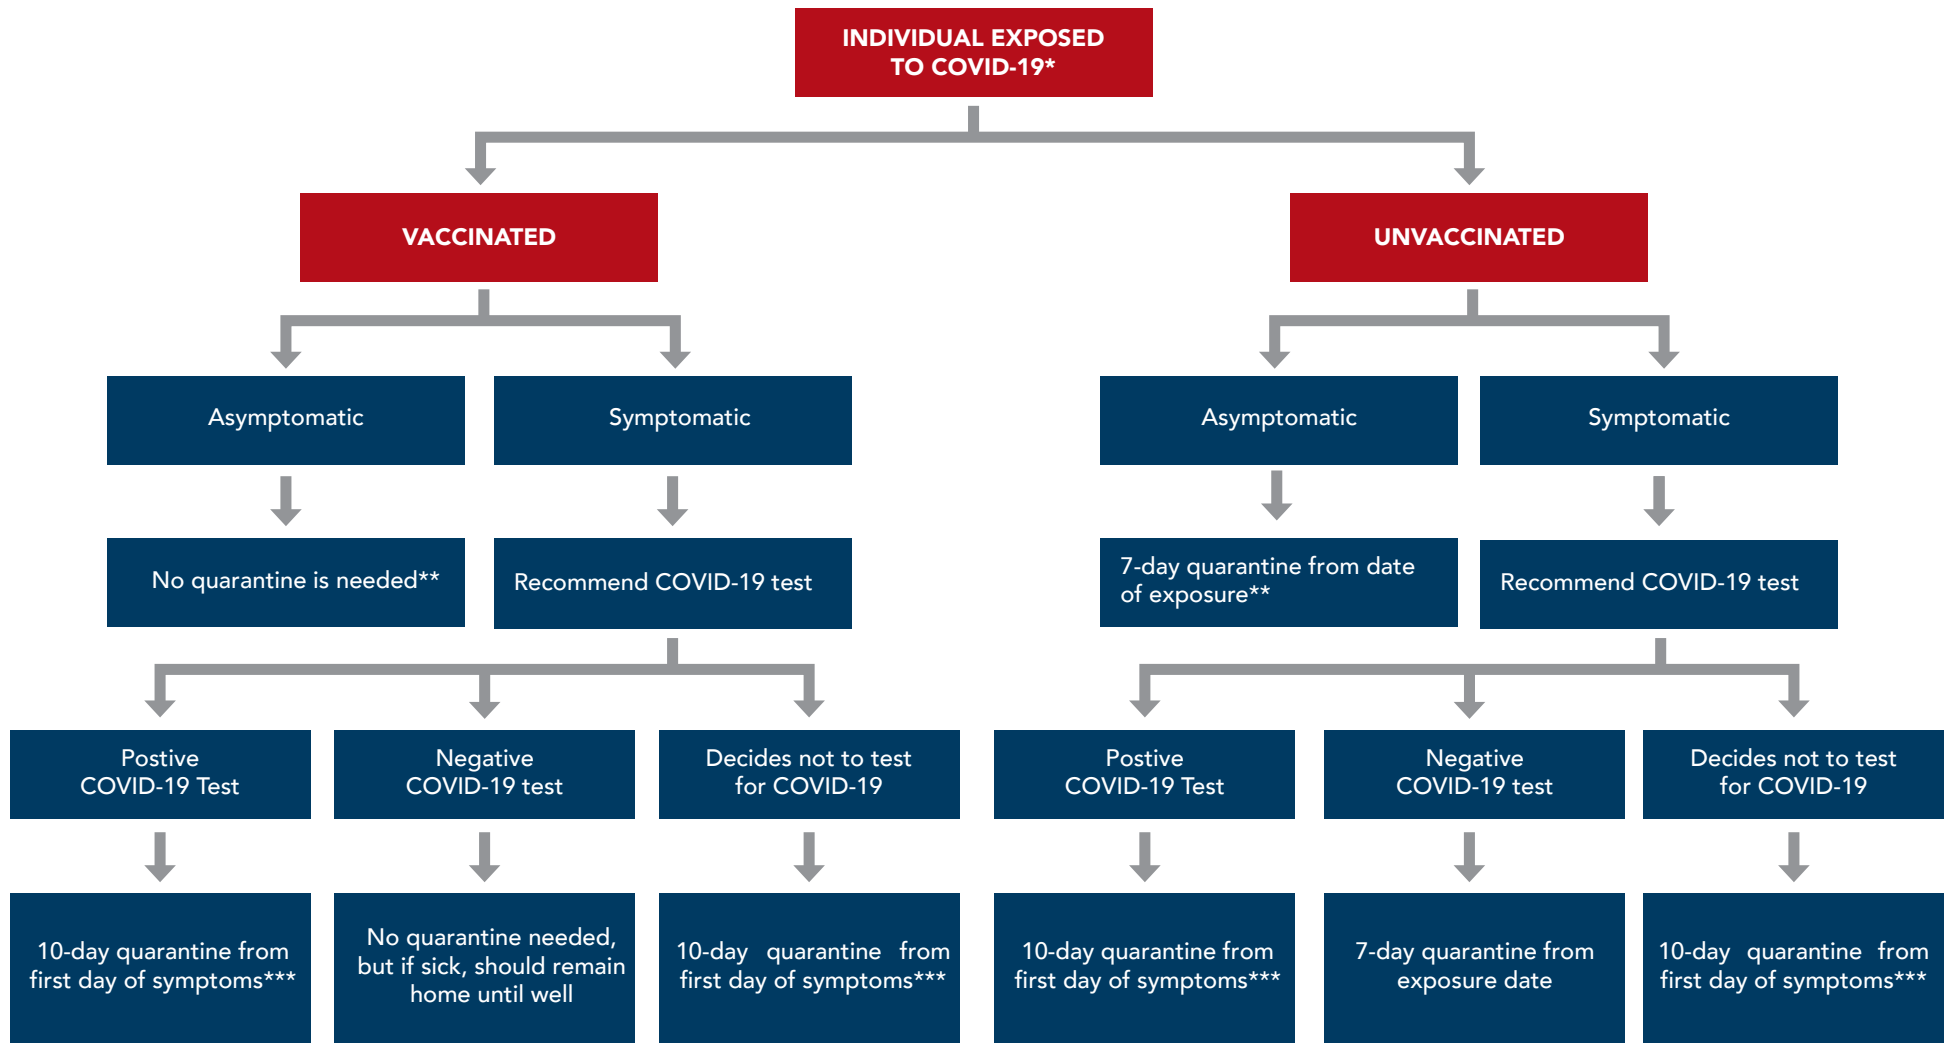 INDIVIDUAL EXPOSED
TO COVID-19*
VACCINATED
UNVACCINATED
Asymptomatic
Symptomatic
Asymptomatic
Symptomatic
No quarantine is needed**
Recommend COVID-19 test
7-day quarantine from date
of exposure**
Recommend COVID-19 test
Postive
COVID-19 Test
Negative
COVID-19 test
Decides not to test
for COVID-19
Postive
COVID-19 Test
Negative
COVID-19 test
Decides not to test
for COVID-19
10-day quarantine from
first day of symptoms***
No quarantine needed,
but if sick, should remain
home until well
10-day quarantine from
first day of symptoms***
10-day quarantine from
first day of symptoms***
7-day quarantine from
exposure date
10-day quarantine from
first day of symptoms***